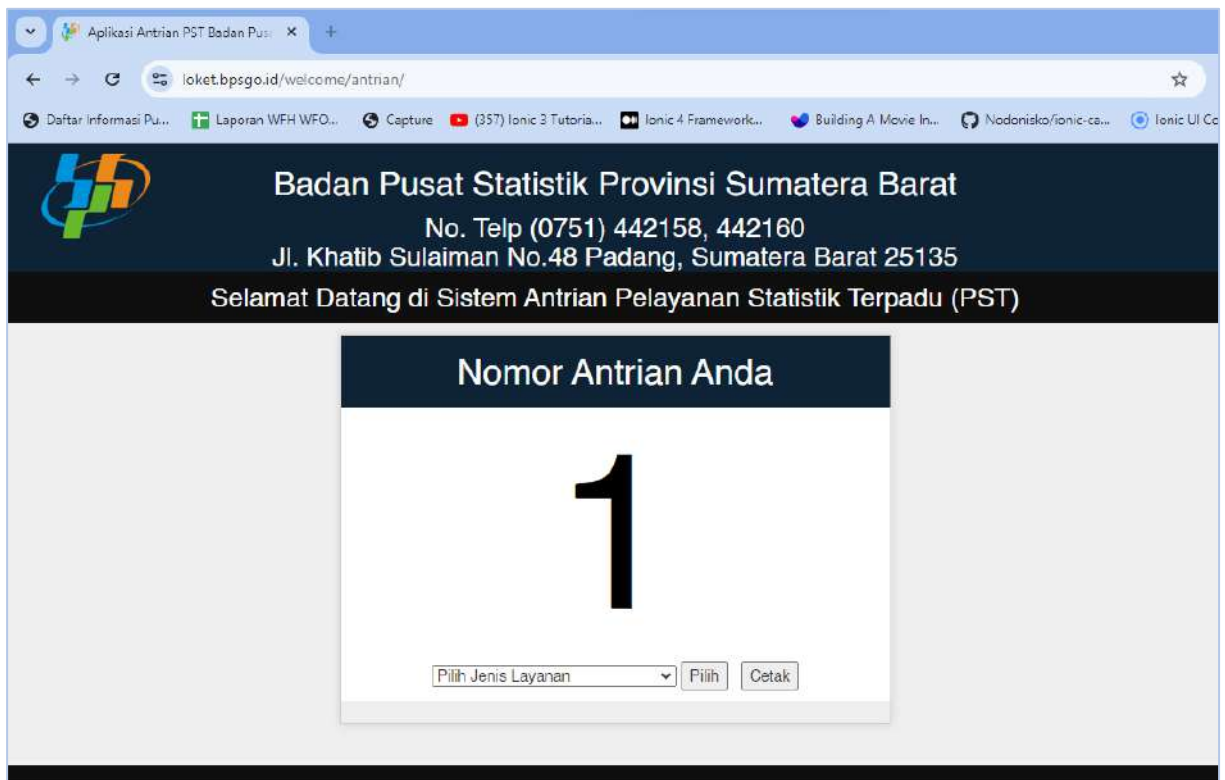 Aplikasi Antrian PST Badan Pus
loket.bpsgo.id/welcome/antrian/
Daftar Informasi Pu... Laporan WFH WFO... Capture (357) Ionic 3 Tutoria... Ionic 4 Framework... Building A Movie In... Nodonisko/ionic-ca... Ionic UI Co
Badan Pusat Statistik Provinsi Sumatera Barat
No. Telp (0751) 442158, 442160
Jl. Khatib Sulaiman No.48 Padang, Sumatera Barat 25135
Selamat Datang di Sistem Antrian Pelayanan Statistik Terpadu (PST)
Nomor Antrian Anda
1
Pilih Jenis Layanan Pilih Cetak